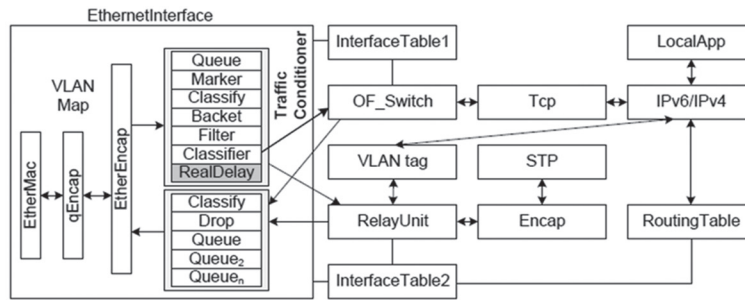 EthernetInterface
VLAN
Map
EtherMac
qEncap
EtherEncap
Queue
Marker
Classify
Backet
Filter
Classifier
RealDelay
Traffic
Conditioner
Classify
Drop
Queue
Queue₂
Queueₙ
InterfaceTable1
LocalApp
OF_Switch
Tcp
IPv6/IPv4
VLAN tag
STP
RelayUnit
Encap
RoutingTable
InterfaceTable2